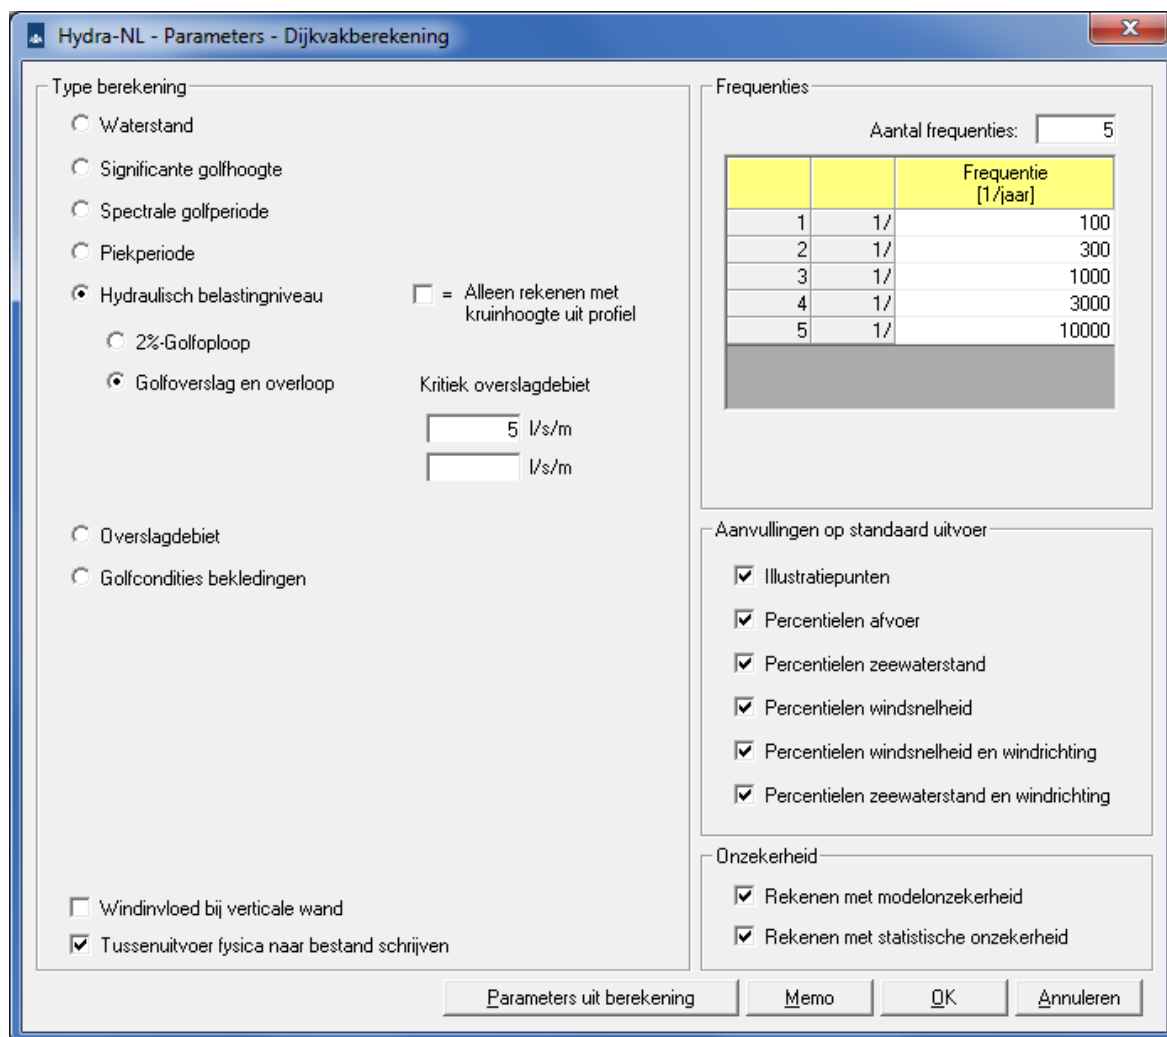 Hydra-NL - Parameters - Dijkvakberekening
Type berekening
Waterstand
Significante golfhoogte
Spectrale golfperiode
Piekperiode
Hydraulisch belastingniveau
= Alleen rekenen met
kruinhoogte uit profiel
2%-Golfoploop
Golfoverslag en overloop
Kritiek overslagdebiet
5 l/s/m
l/s/m
Overslagdebiet
Golfcondities bekledingen
Windinvloed bij verticale wand
Tussenuitvoer fysica naar bestand schrijven
Frequenties
Aantal frequenties: 5
Frequentie
[1/jaar]
1 1/ 100
2 1/ 300
3 1/ 1000
4 1/ 3000
5 1/ 10000
Aanvullingen op standaard uitvoer
Illustratiepunten
Percentielen afvoer
Percentielen zeewaterstand
Percentielen windsnelheid
Percentielen windsnelheid en windrichting
Percentielen zeewaterstand en windrichting
Onzekerheid
Rekenen met modelonzekerheid
Rekenen met statistische onzekerheid
Parameters uit berekening
Memo
OK
Annuleren